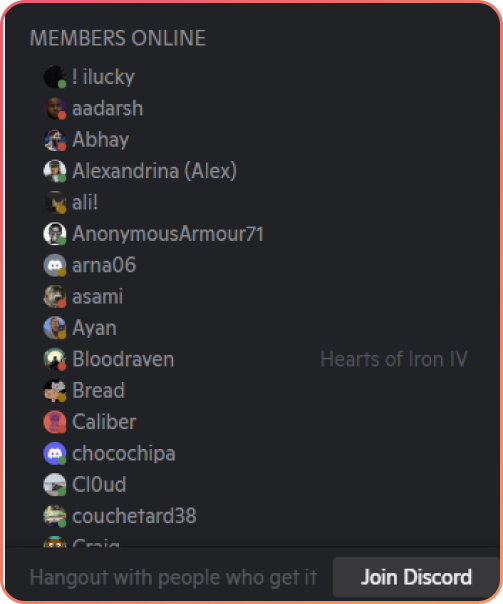 MEMBERS ONLINE
! ilucky
aadarsh
Abhay
Alexandrina (Alex)
ali!
AnonymousArmour71
arna06
asami
Ayan
Bloodraven Hearts of Iron IV
Bread
Caliber
chocochipa
Cl0ud
couchetard38
Craig
Hangout with people who get it Join Discord